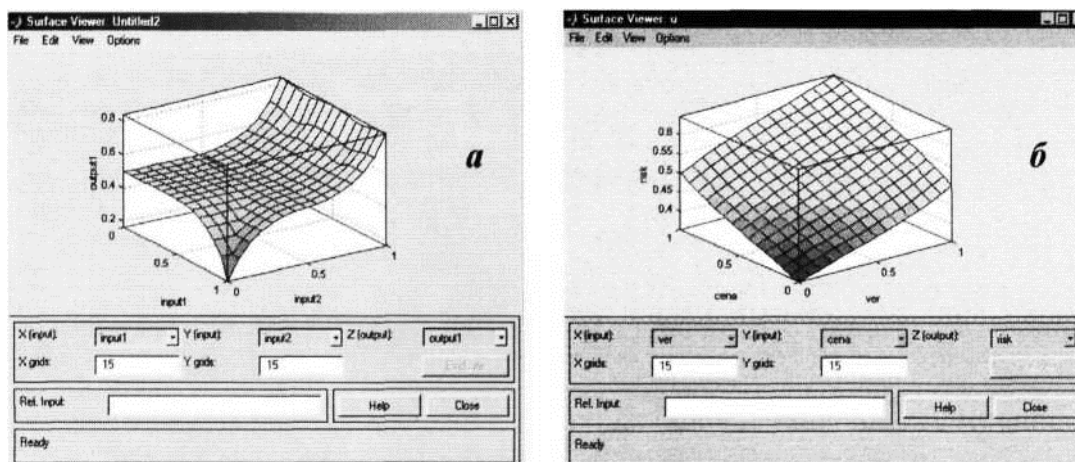 Surface Viewer: Untitled2
File Edit View Options
0.8
0.6
0.4
0.2
output1
0
0.5
1
input1
0
0.5
1
input2
а
X (input): input1 Y (input): input2 Z (output): output1
X grids: 15 Y grids: 15
Ref. Input:
Help Close
Ready
Surface Viewer: u
File Edit View Options
0.6
0.55
0.5
0.45
0.4
risk
1
0.5
0
cena
0
0.5
1
ver
б
X (input): ver Y (input): cena Z (output): risk
X grids: 15 Y grids: 15
Ref. Input:
Help Close
Ready